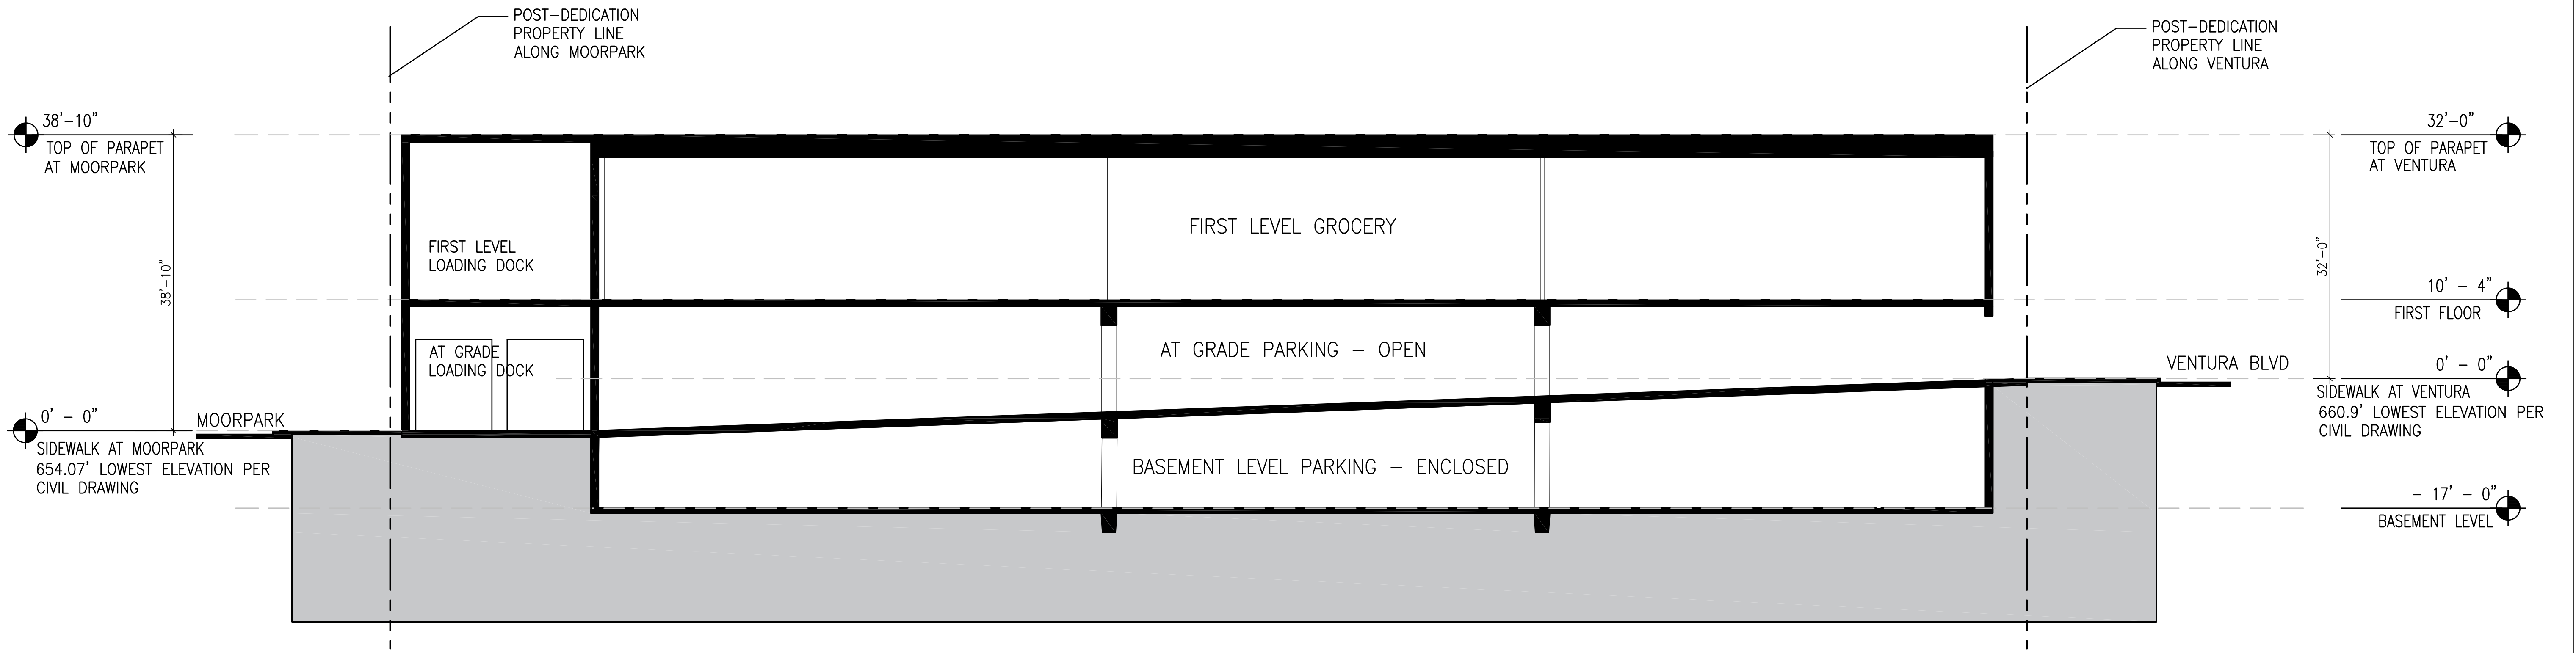 POST-DEDICATION
PROPERTY LINE
ALONG MOORPARK
POST-DEDICATION
PROPERTY LINE
ALONG VENTURA
38'-10"
TOP OF PARAPET
AT MOORPARK
32'-0"
TOP OF PARAPET
AT VENTURA
FIRST LEVEL GROCERY
FIRST LEVEL
LOADING DOCK
38'-10"
32'-0"
10' - 4"
FIRST FLOOR
AT GRADE PARKING - OPEN
AT GRADE
LOADING DOCK
VENTURA BLVD
0' - 0"
SIDEWALK AT VENTURA
660.9' LOWEST ELEVATION PER
CIVIL DRAWING
0' - 0"
MOORPARK
SIDEWALK AT MOORPARK
654.07' LOWEST ELEVATION PER
CIVIL DRAWING
BASEMENT LEVEL PARKING - ENCLOSED
- 17' - 0"
BASEMENT LEVEL